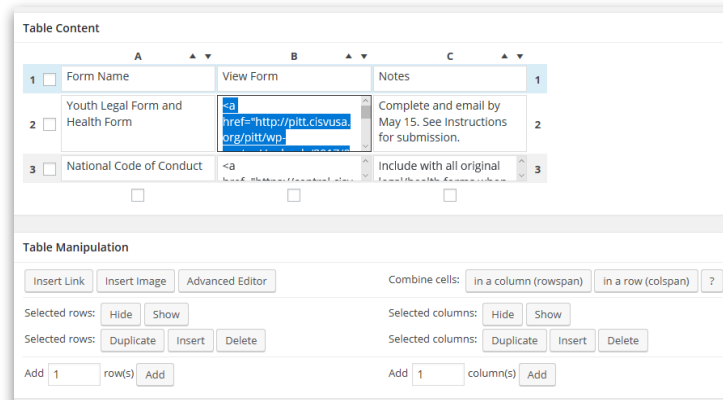 Table Content
A B C
1 Form Name View Form Notes 1
Youth Legal Form and <a Complete and email by
2 Health Form href="http://pitt.cisvusa. May 15. See Instructions 2
org/pitt/wp- for submission.
3 National Code of Conduct <a Include with all original 3
Table Manipulation
Insert Link Insert Image Advanced Editor Combine cells: in a column (rowspan) in a row (colspan) ?
Selected rows: Hide Show Selected columns: Hide Show
Selected rows: Duplicate Insert Delete Selected columns: Duplicate Insert Delete
Add 1 row(s) Add Add 1 column(s) Add